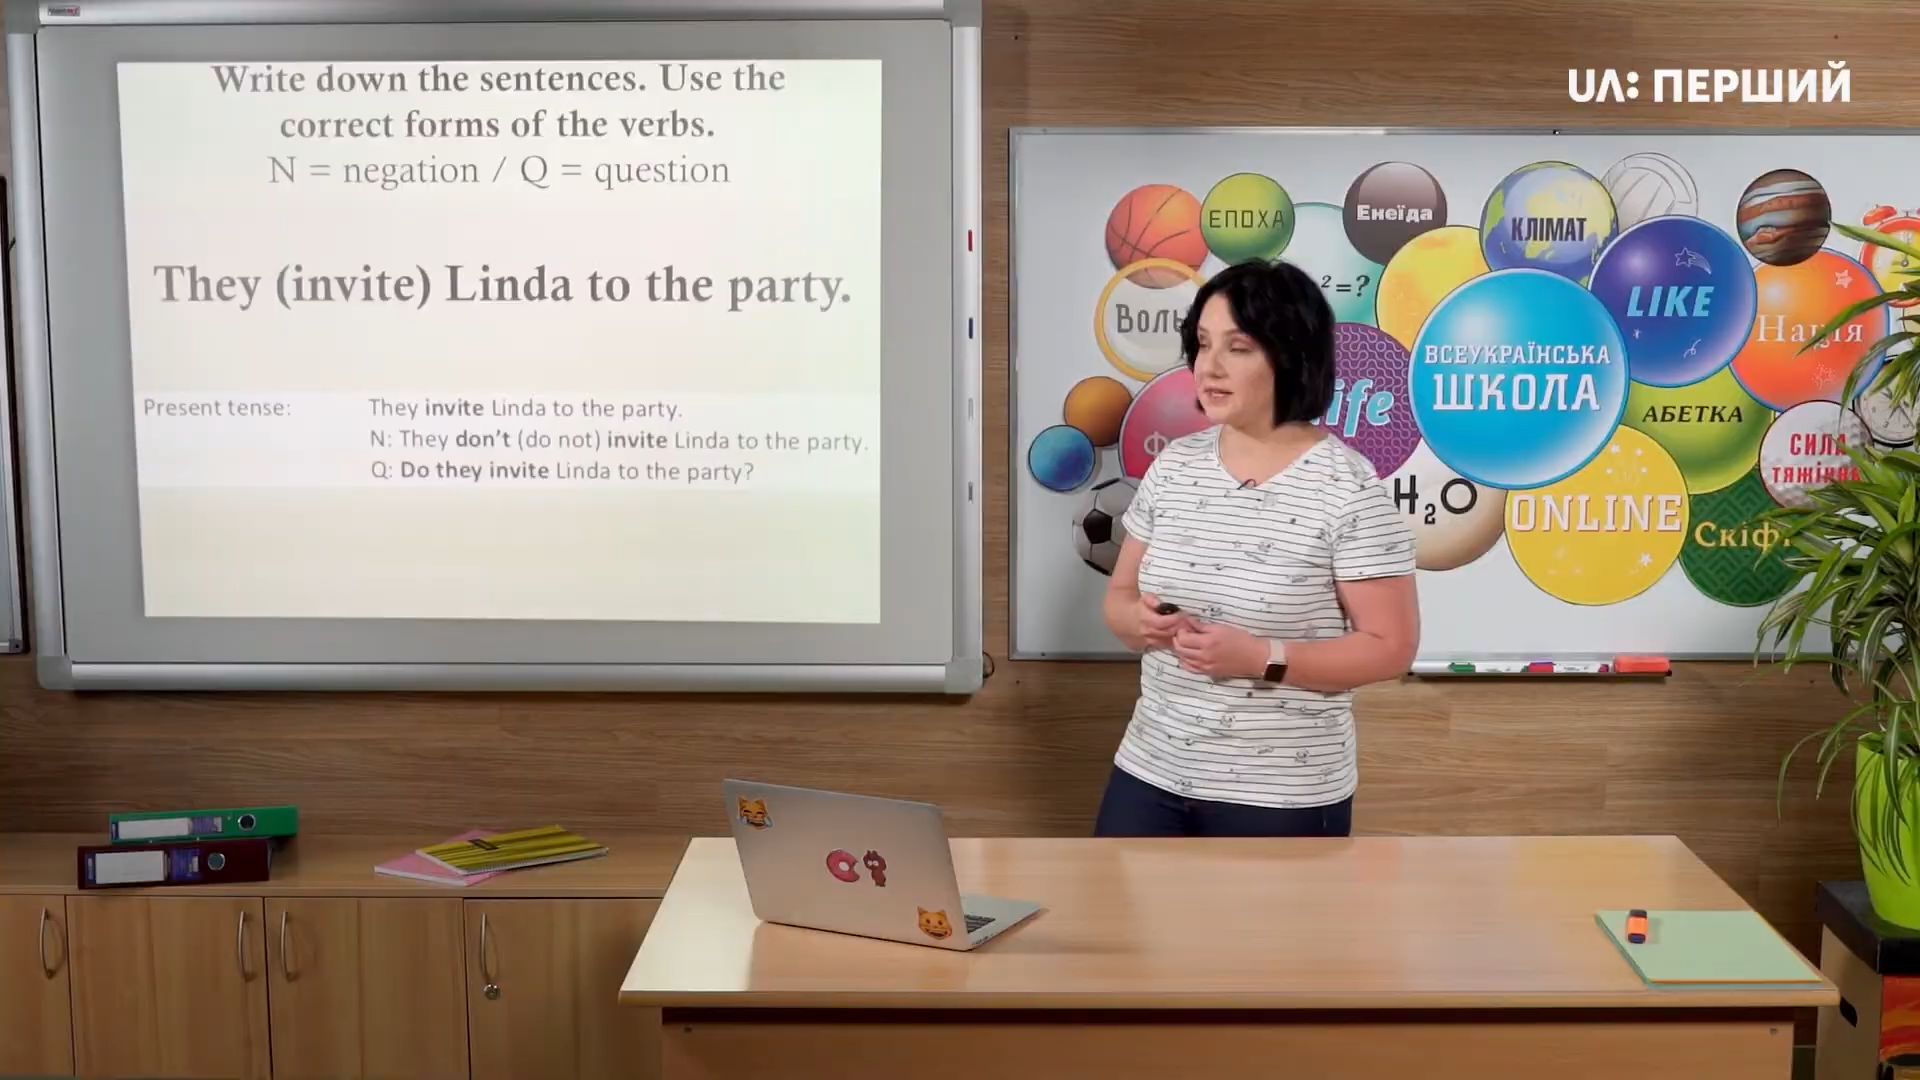 Write down the sentences. Use the
correct forms of the verbs.
N = negation / Q = question
They (invite) Linda to the party.
Present tense: They invite Linda to the party.
N: They don't (do not) invite Linda to the party.
Q: Do they invite Linda to the party?
UA: ПЕРШИЙ
ЕПОХА
Енеїда
КЛІМАТ
²=?
LIKE
Нація
ВСЕУКРАЇНСЬКА
ШКОЛА
ONLINE
АБЕТКА
СИЛА
H₂O